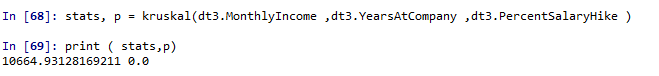 In [68]: stats, p = kruskal(dt3.MonthlyIncome ,dt3.YearsAtCompany ,dt3.PercentSalaryHike )
In [69]: print ( stats,p)
10664.93128169211 0.0